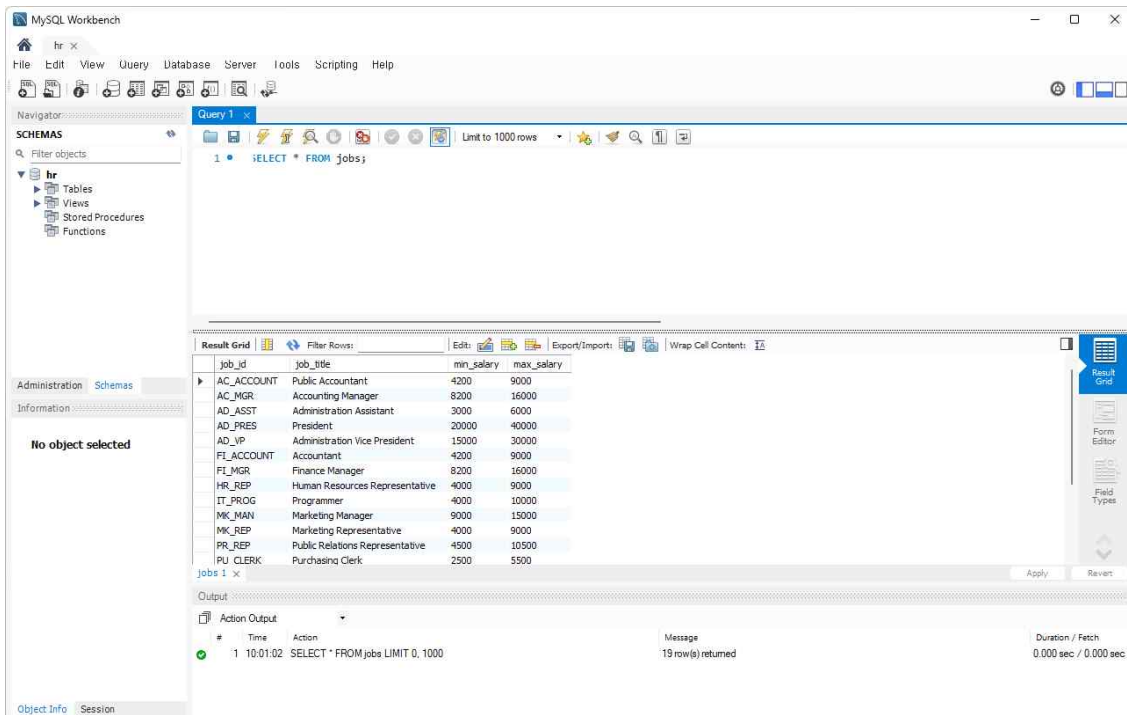 MySQL Workbench
hr
File Edit View Query Database Server Tools Scripting Help
Navigator
SCHEMAS
Filter objects
hr
Tables
Views
Stored Procedures
Functions
Administration Schemas
Information
No object selected
Object Info Session
Query 1
Limit to 1000 rows
1 SELECT * FROM jobs;
Result Grid Filter Rows: Edit: Export/Import: Wrap Cell Content:
job_id job_title min_salary max_salary
AC_ACCOUNT Public Accountant 4200 9000
AC_MGR Accounting Manager 8200 16000
AD_ASST Administration Assistant 3000 6000
AD_PRES President 20000 40000
AD_VP Administration Vice President 15000 30000
FI_ACCOUNT Accountant 4200 9000
FI_MGR Finance Manager 8200 16000
HR_REP Human Resources Representative 4000 9000
IT_PROG Programmer 4000 10000
MK_MAN Marketing Manager 9000 15000
MK_REP Marketing Representative 4000 9000
PR_REP Public Relations Representative 4500 10500
PU_CLERK Purchasing Clerk 2500 5500
Result
Grid
Form
Editor
Field
Types
jobs 1 Apply Revert
Output
Action Output
# Time Action Message Duration / Fetch
1 10:01:02 SELECT * FROM jobs LIMIT 0, 1000 19 row(s) returned 0.000 sec / 0.000 sec